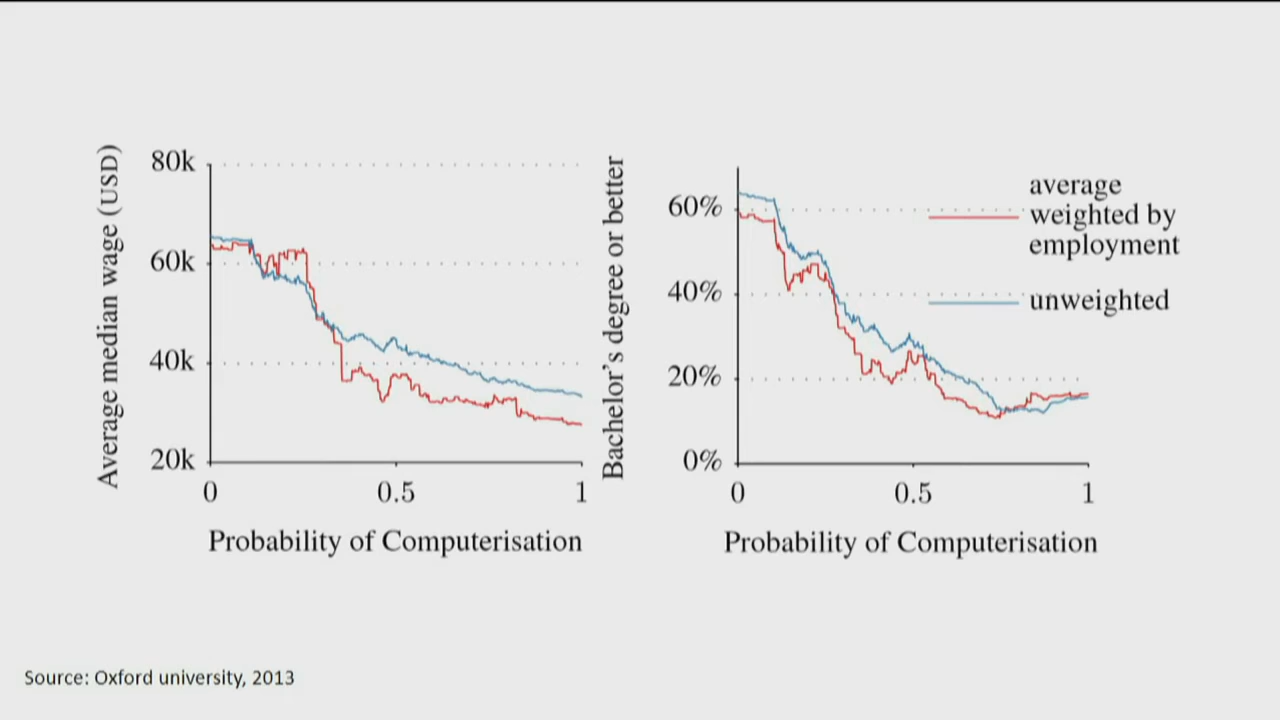 Average median wage (USD)
80k
60k
40k
20k
0
0.5
1
Probability of Computerisation
Bachelor's degree or better
60%
40%
20%
0%
0
0.5
1
Probability of Computerisation
average
weighted by
employment
unweighted
Source: Oxford university, 2013